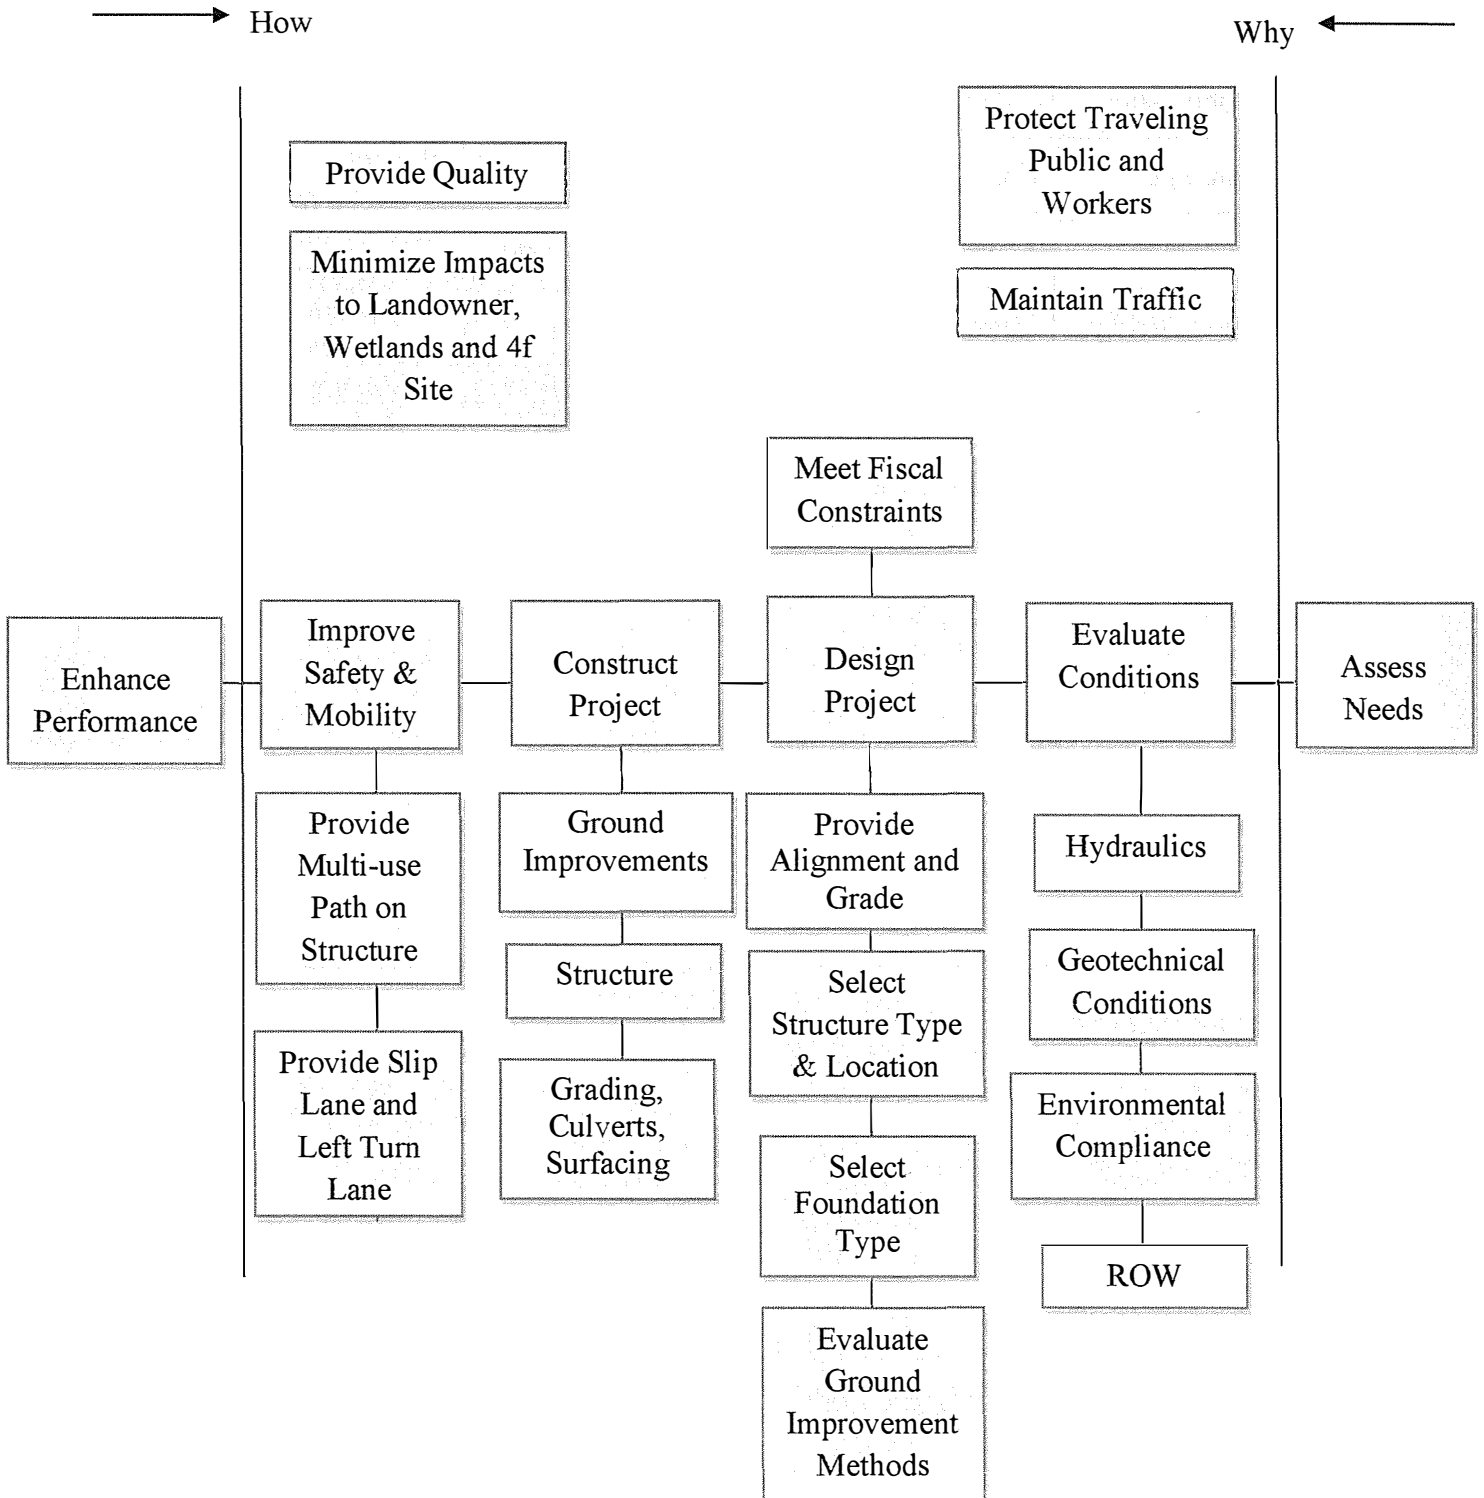 How
Why
Provide Quality
Minimize Impacts
to Landowner,
Wetlands and 4f
Site
Protect Traveling
Public and
Workers
Maintain Traffic
Meet Fiscal
Constraints
Enhance
Performance
Improve
Safety &
Mobility
Construct
Project
Design
Project
Evaluate
Conditions
Assess
Needs
Provide
Multi-use
Path on
Structure
Provide Slip
Lane and
Left Turn
Lane
Ground
Improvements
Structure
Grading,
Culverts,
Surfacing
Provide
Alignment and
Grade
Select
Structure Type
& Location
Select
Foundation
Type
Evaluate
Ground
Improvement
Methods
Hydraulics
Geotechnical
Conditions
Environmental
Compliance
ROW